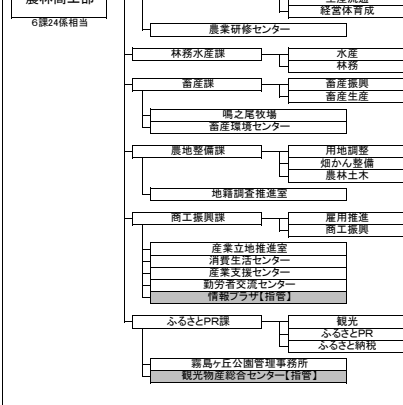 農林商工部
6課24係相当
生産流通
経営体育成
農業研修センター
林務水産課
水産
林務
畜産課
畜産振興
畜産生産
鳴之尾牧場
畜産環境センター
農地整備課
用地調整
畑かん整備
農林土木
地籍調査推進室
商工振興課
雇用推進
商工振興
産業立地推進室
消費生活センター
産業支援センター
勤労者交流センター
情報プラザ【指管】
ふるさとPR課
観光
ふるさとPR
ふるさと納税
霧島ヶ丘公園管理事務所
観光物産総合センター【指管】